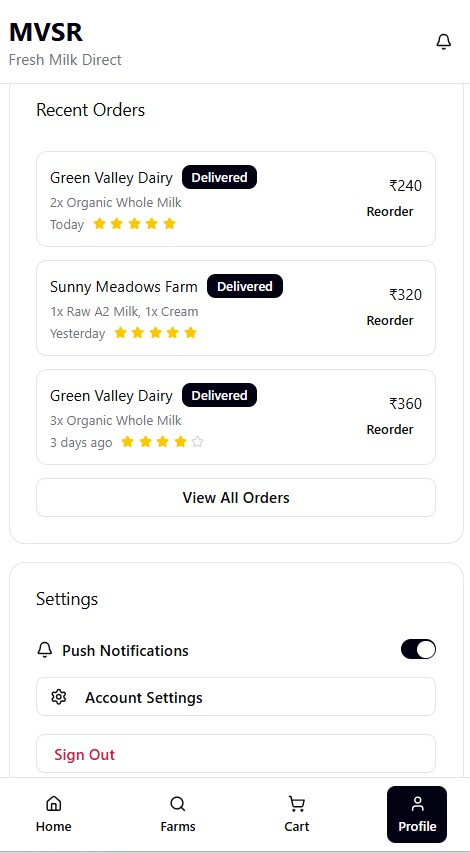 MVSR
Fresh Milk Direct
Recent Orders
Green Valley Dairy Delivered
₹240
2x Organic Whole Milk
Reorder
Today
Sunny Meadows Farm Delivered
₹320
1x Raw A2 Milk, 1x Cream
Reorder
Yesterday
Green Valley Dairy Delivered
₹360
3x Organic Whole Milk
Reorder
3 days ago
View All Orders
Settings
Push Notifications
Account Settings
Sign Out
Home Farms Cart Profile